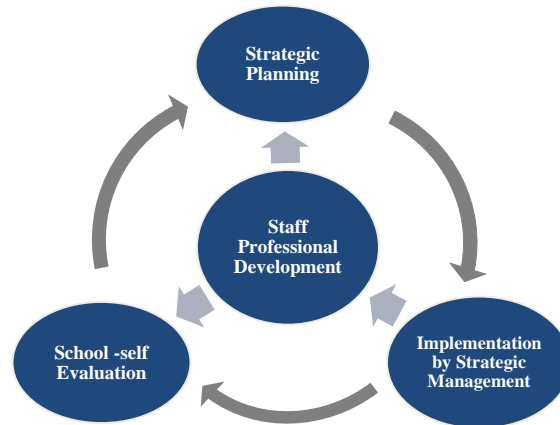 Strategic
Planning
Staff
Professional
Development
School -self
Evaluation
Implementation
by Strategic
Management